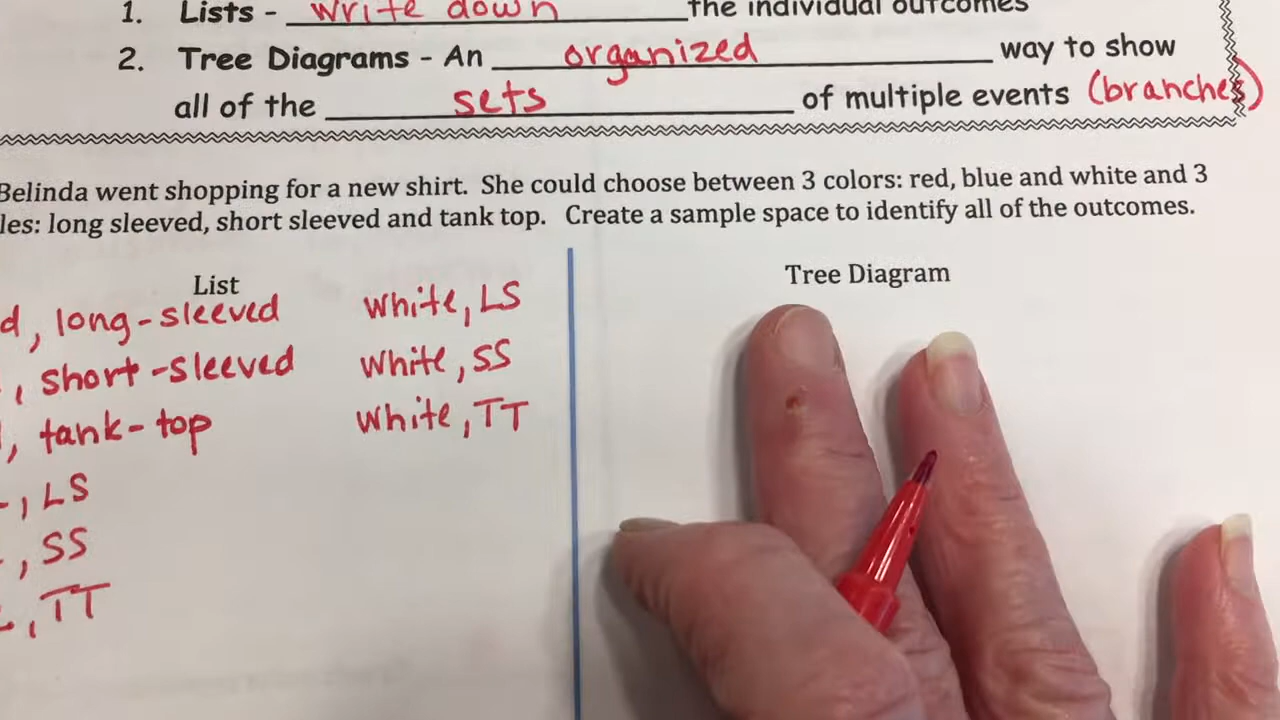 1. Lists - write down the individual outcomes
2. Tree Diagrams - An organized way to show
all of the sets of multiple events (branches)
Belinda went shopping for a new shirt. She could choose between 3 colors: red, blue and white and 3
les: long sleeved, short sleeved and tank top. Create a sample space to identify all of the outcomes.
List
d, long-sleeved
, short-sleeved
, tank-top
, LS
, SS
, TT
white, LS
white, SS
white, TT
Tree Diagram